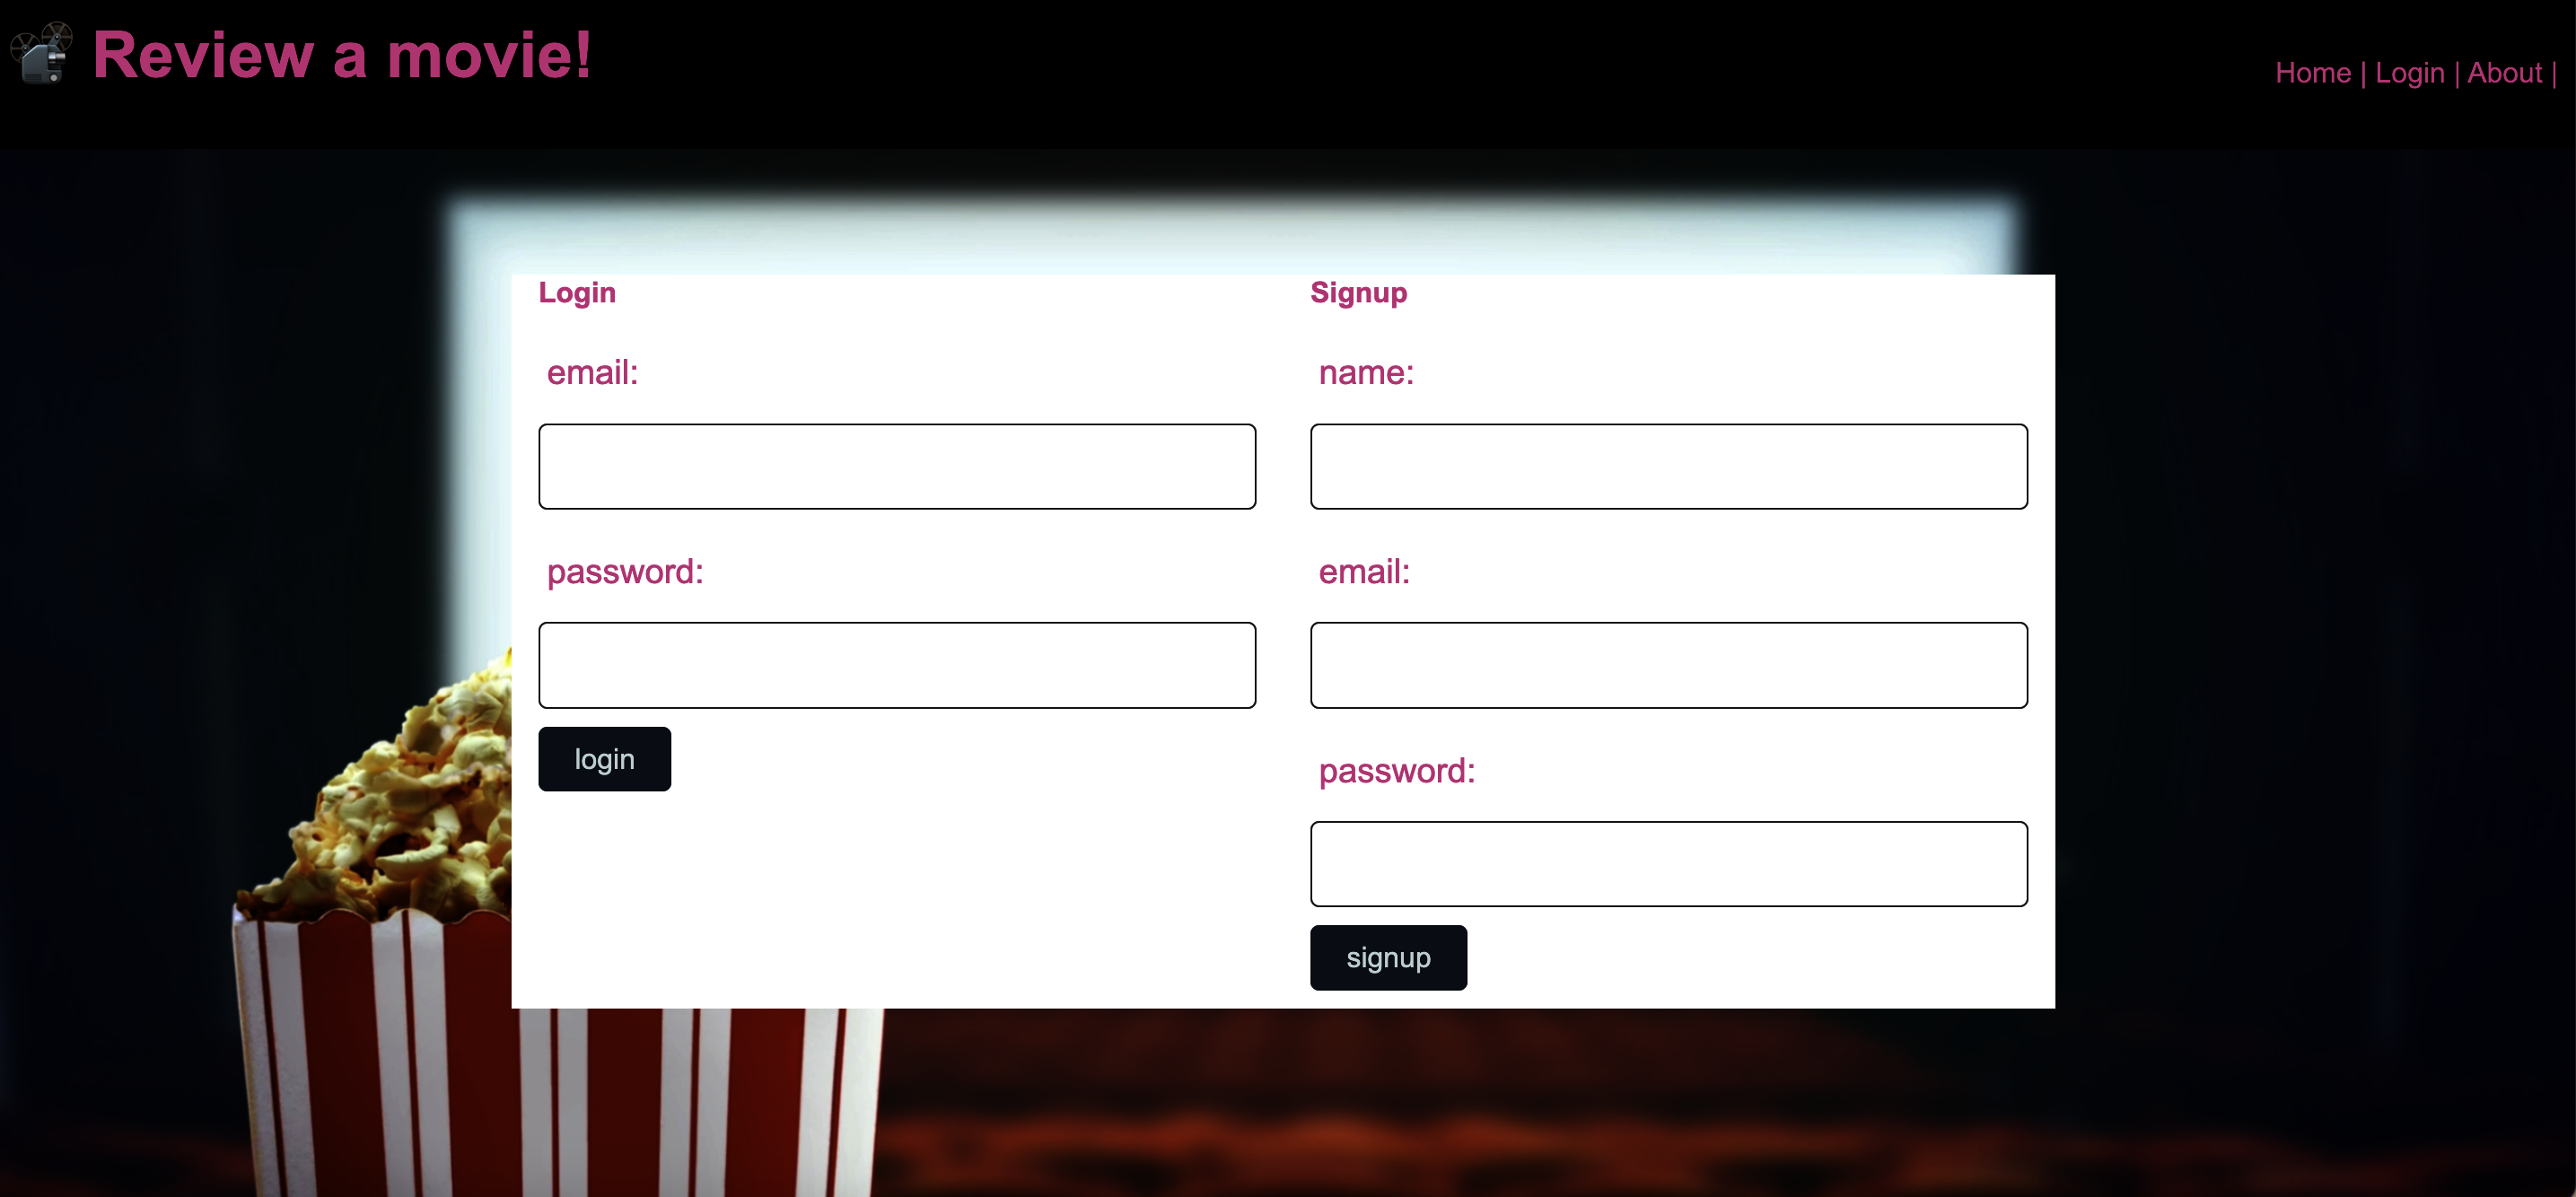 Review a movie!
Home | Login | About |
Login
email:
password:
login
Signup
name:
email:
password:
signup